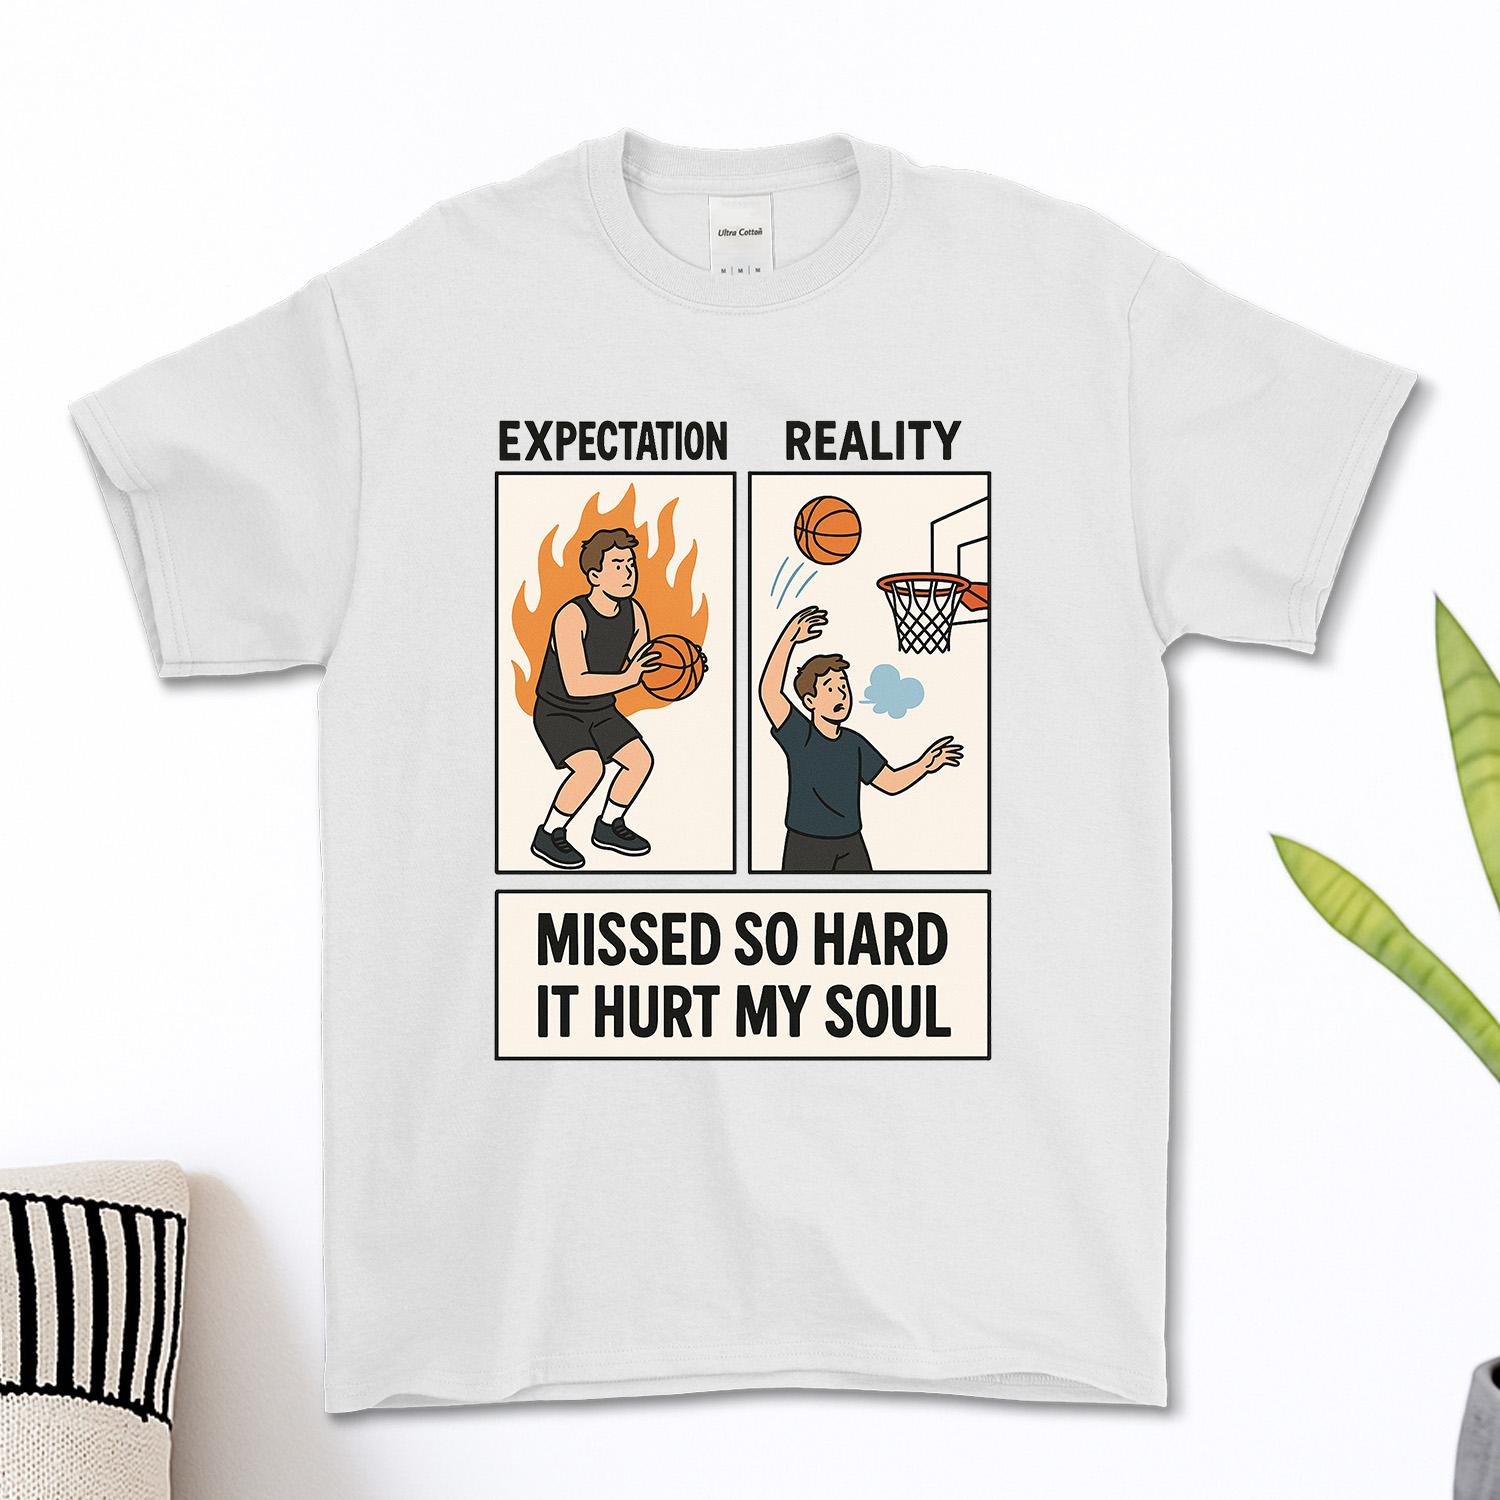 Ultra Cotton
M | M | M
EXPECTATION
REALITY
MISSED SO HARD
IT HURT MY SOUL